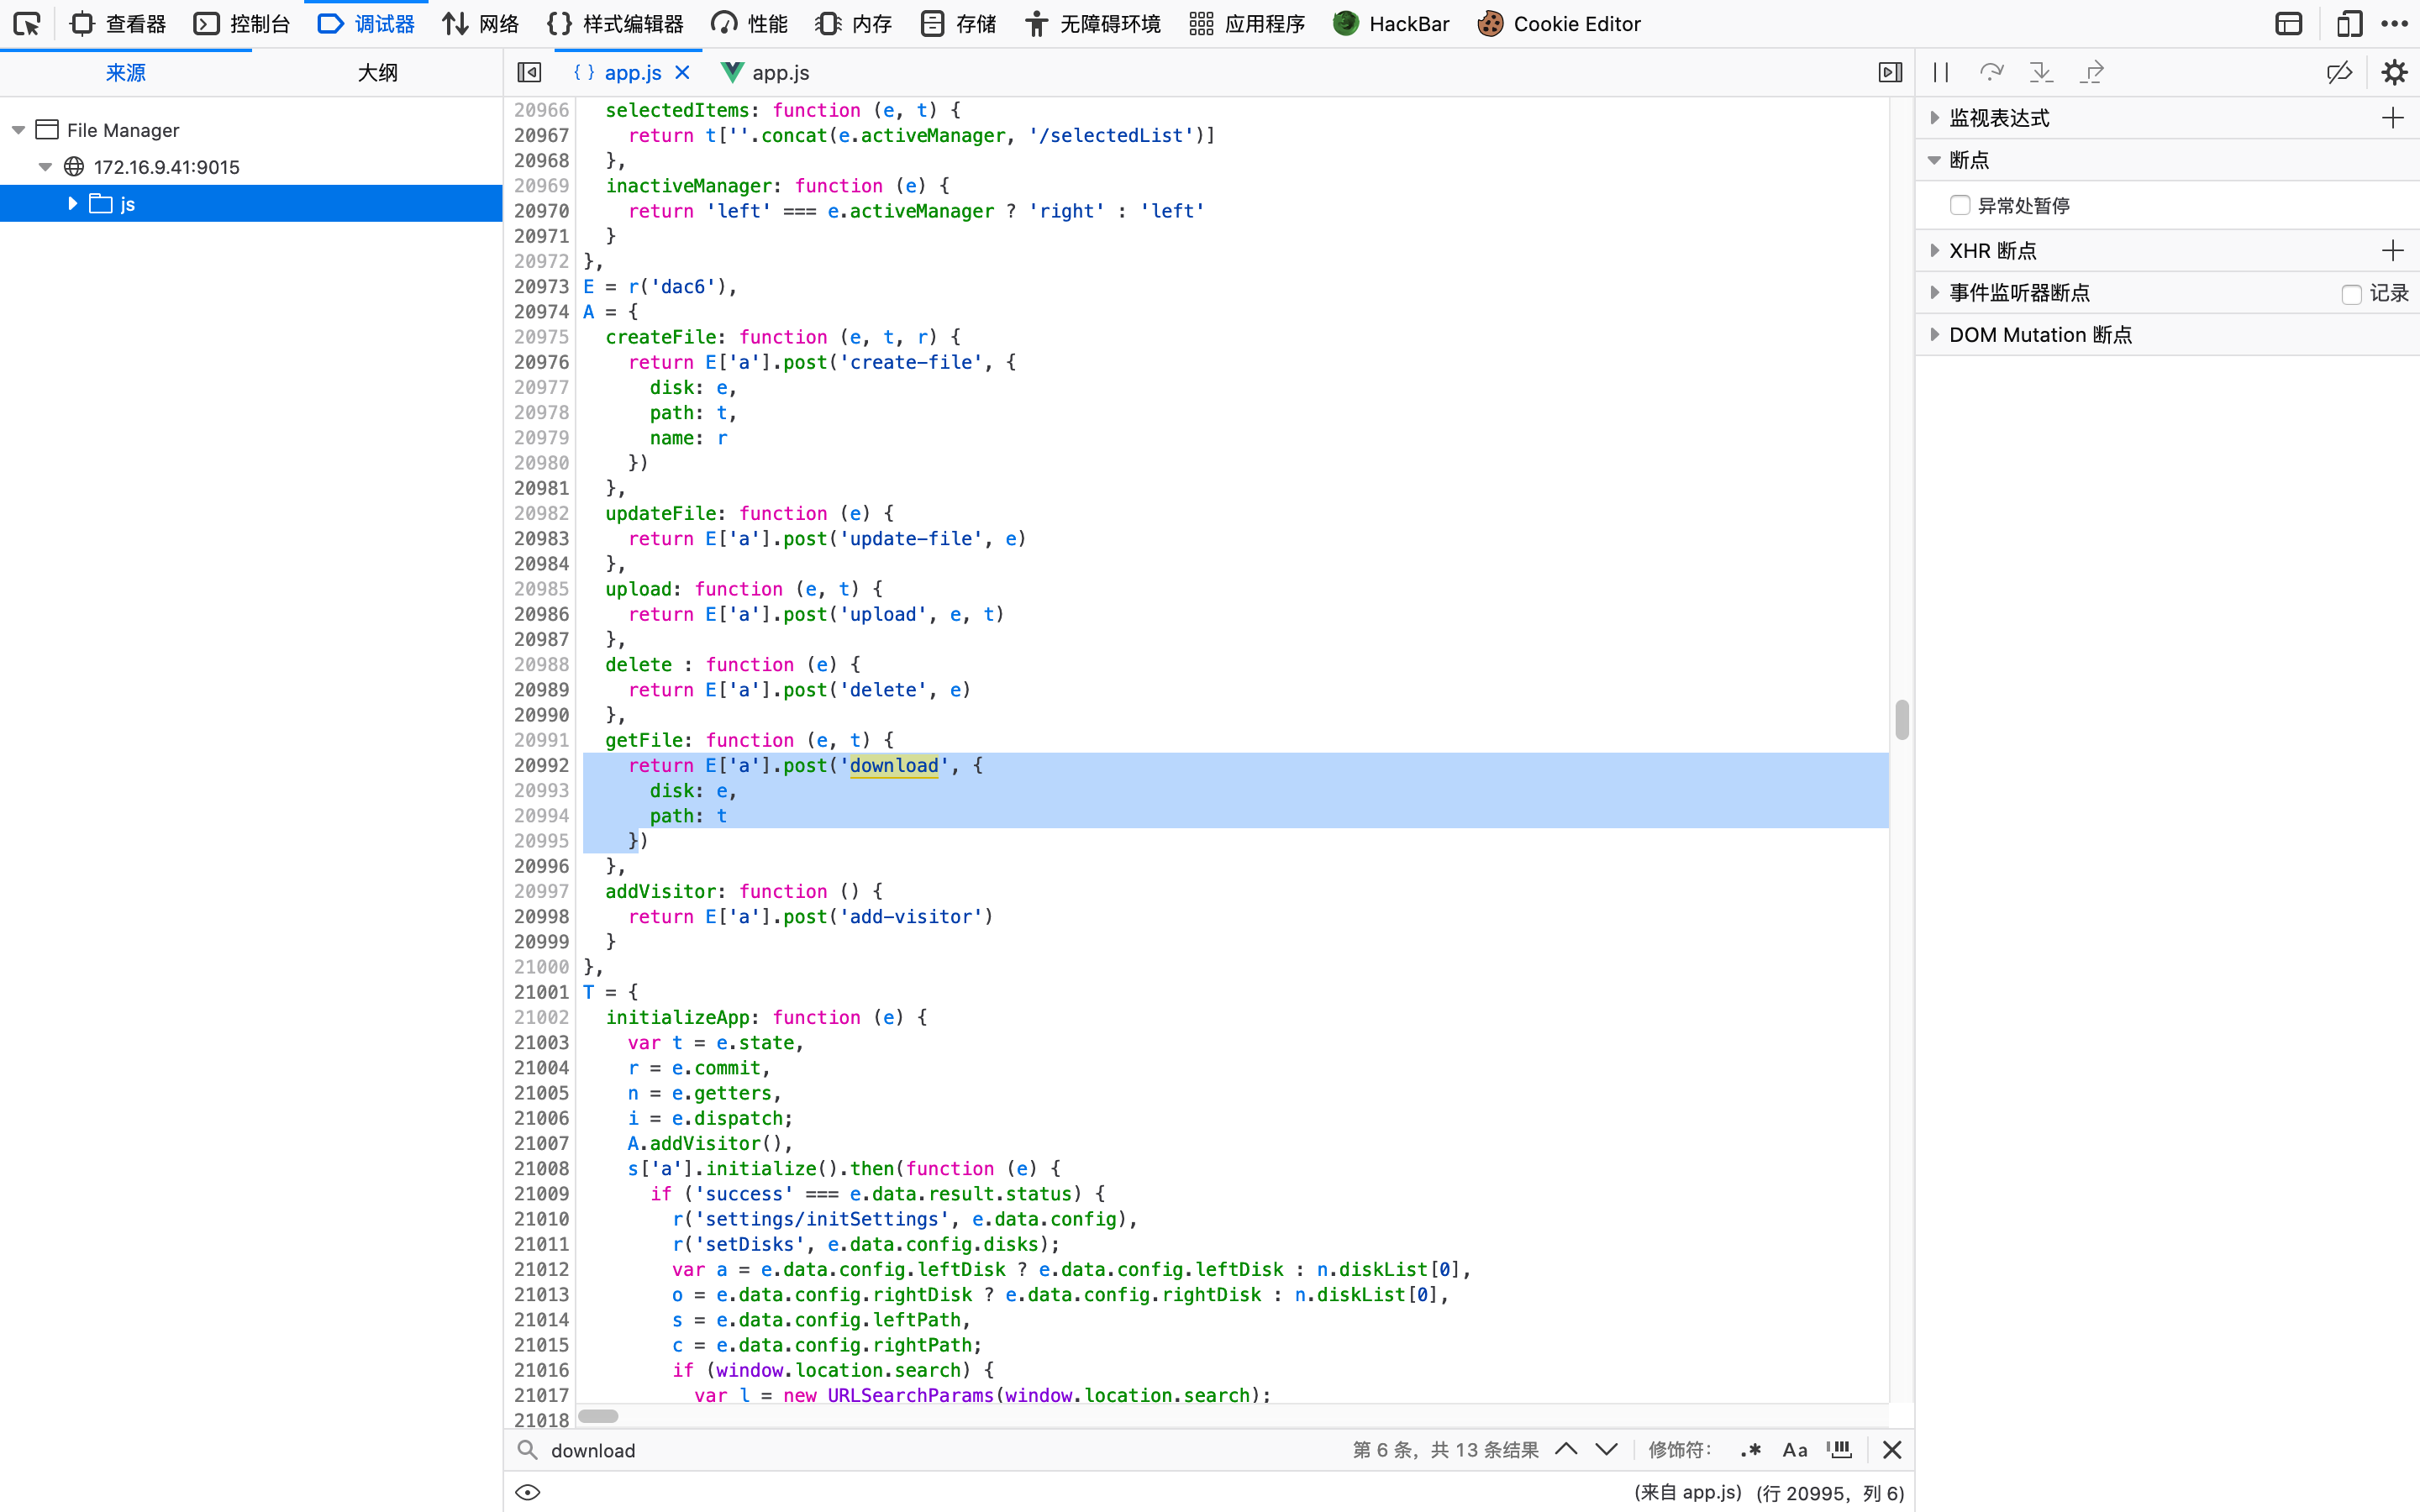 查看器 控制台 调试器 网络 {} 样式编辑器 性能 内存 存储 无障碍环境 应用程序 HackBar Cookie Editor
来源 大纲 { } app.js app.js
File Manager
172.16.9.41:9015
js
20966 selectedItems: function (e, t) {
20967 return t[''.concat(e.activeManager, '/selectedList')]
20968 },
20969 inactiveManager: function (e) {
20970 return 'left' === e.activeManager ? 'right' : 'left'
20971 }
20972 },
20973 E = r('dac6'),
20974 A = {
20975 createFile: function (e, t, r) {
20976 return E['a'].post('create-file', {
20977 disk: e,
20978 path: t,
20979 name: r
20980 })
20981 },
20982 updateFile: function (e) {
20983 return E['a'].post('update-file', e)
20984 },
20985 upload: function (e, t) {
20986 return E['a'].post('upload', e, t)
20987 },
20988 delete : function (e) {
20989 return E['a'].post('delete', e)
20990 },
20991 getFile: function (e, t) {
20992 return E['a'].post('download', {
20993 disk: e,
20994 path: t
20995 })
20996 },
20997 addVisitor: function () {
20998 return E['a'].post('add-visitor')
20999 }
21000 },
21001 T = {
21002 initializeApp: function (e) {
21003 var t = e.state,
21004 r = e.commit,
21005 n = e.getters,
21006 i = e.dispatch;
21007 A.addVisitor(),
21008 s['a'].initialize().then(function (e) {
21009 if ('success' === e.data.result.status) {
21010 r('settings/initSettings', e.data.config),
21011 r('setDisks', e.data.config.disks);
21012 var a = e.data.config.leftDisk ? e.data.config.leftDisk : n.diskList[0],
21013 o = e.data.config.rightDisk ? e.data.config.rightDisk : n.diskList[0],
21014 s = e.data.config.leftPath,
21015 c = e.data.config.rightPath;
21016 if (window.location.search) {
21017 var l = new URLSearchParams(window.location.search);
21018
download 第 6 条，共 13 条结果 修饰符： .* Aa
(来自 app.js) (行 20995，列 6)
监视表达式
断点
异常处暂停
XHR 断点
事件监听器断点 记录
DOM Mutation 断点